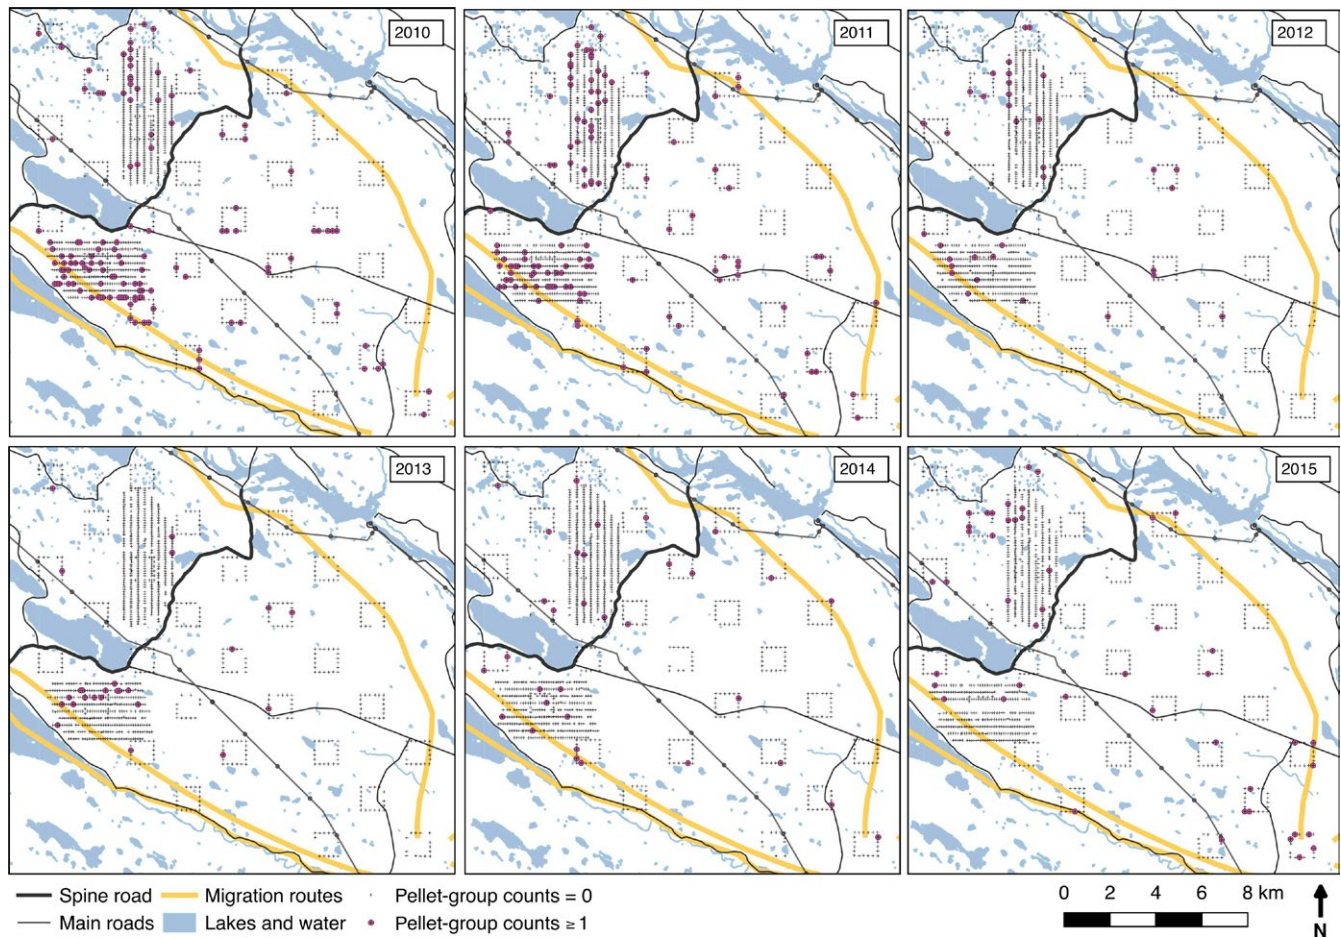 2010
2011
2012
2013
2014
2015
Spine road
Migration routes
Pellet-group counts = 0
0 2 4 6 8 km
Main roads
Lakes and water
Pellet-group counts ≥ 1
N